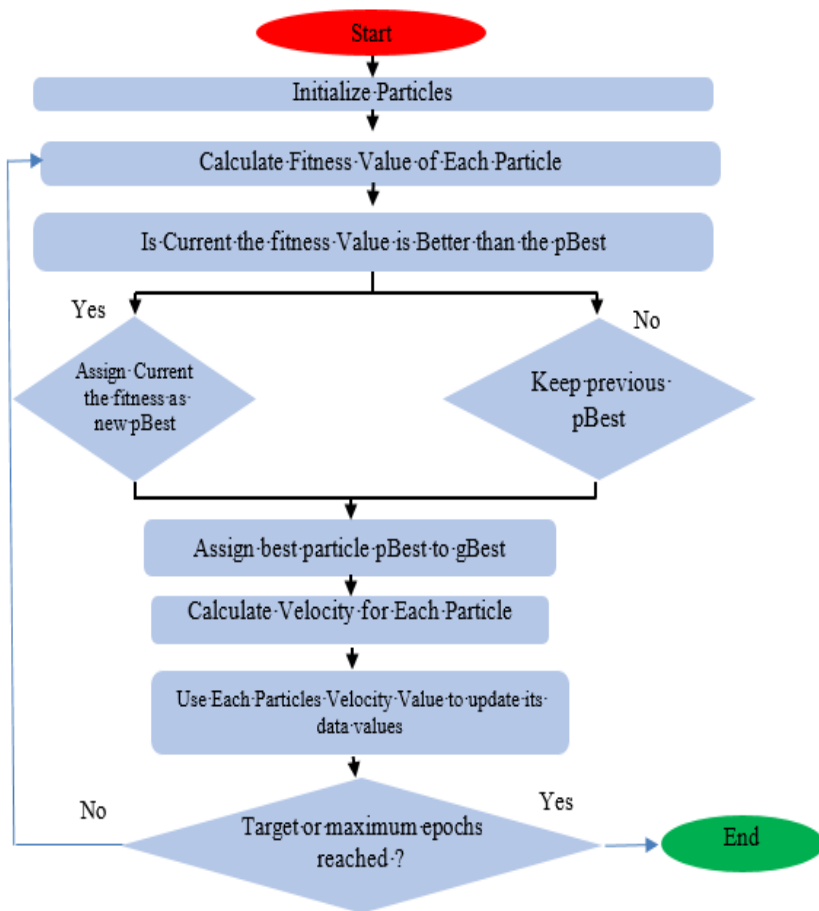 Start
Initialize·Particles
Calculate·Fitness·Value·of·Each·Particle
Is·Current·the·fitness·Value·is·Better·than·the·pBest
Yes
No
Assign·Current
the·fitness·as·
new·pBest
Keep·previous·
pBest
Assign·best·particle·pBest·to·gBest
Calculate·Velocity·for·Each·Particle
Use·Each·Particles·Velocity·Value·to·update·its·
data·values
No
Yes
Target·or·maximum·epochs
reached·?
End